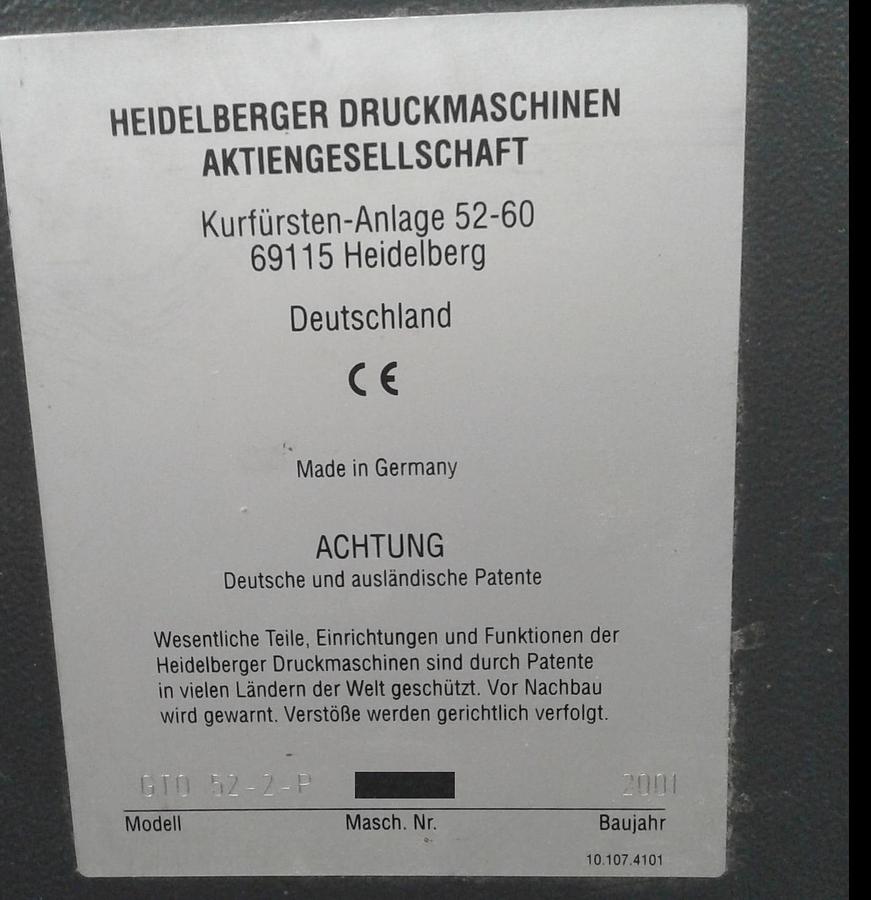 HEIDELBERGER DRUCKMASCHINEN
AKTIENGESELLSCHAFT
Kurfürsten-Anlage 52-60
69115 Heidelberg
Deutschland
CE
Made in Germany
ACHTUNG
Deutsche und ausländische Patente
Wesentliche Teile, Einrichtungen und Funktionen der
Heidelberger Druckmaschinen sind durch Patente
in vielen Ländern der Welt geschützt. Vor Nachbau
wird gewarnt. Verstöße werden gerichtlich verfolgt.
GTO 52-2-P 2001
Modell Masch. Nr. Baujahr
10.107.4101